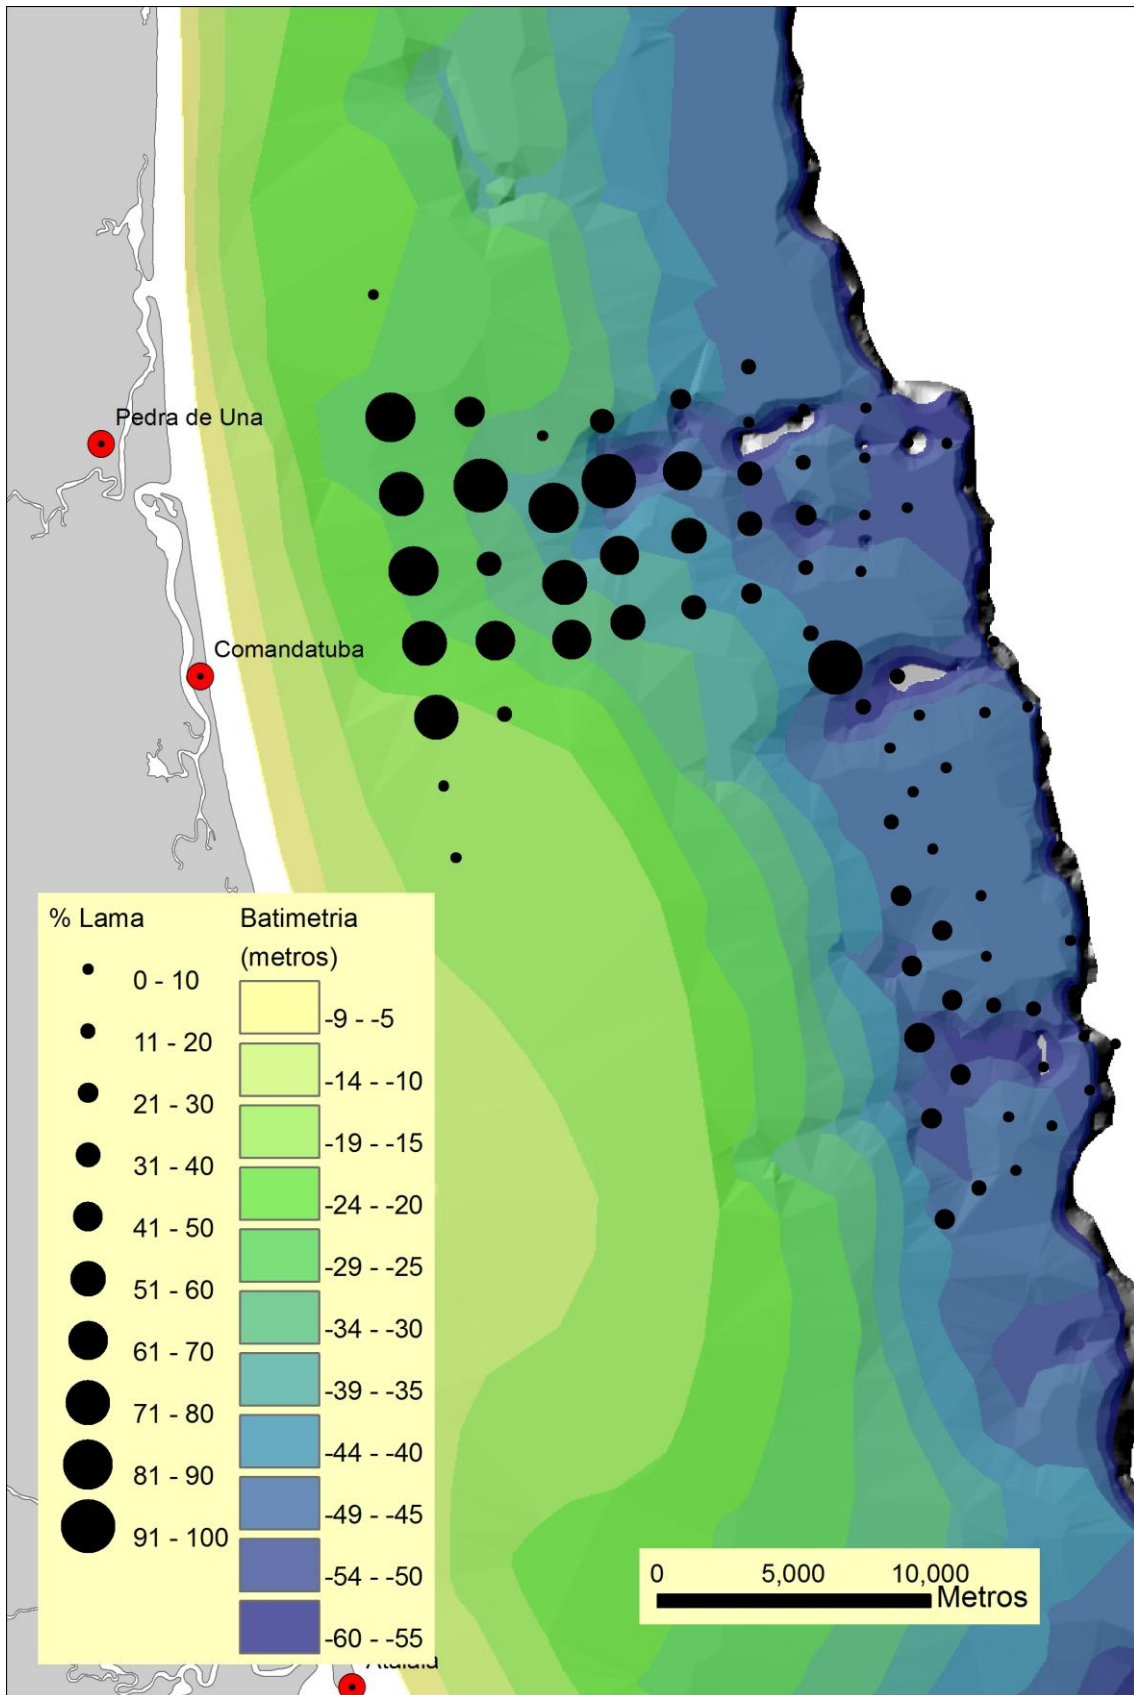 Pedra de Una
Comandatuba
% Lama
0 - 10
11 - 20
21 - 30
31 - 40
41 - 50
51 - 60
61 - 70
71 - 80
81 - 90
91 - 100
Batimetria
(metros)
-9 - -5
-14 - -10
-19 - -15
-24 - -20
-29 - -25
-34 - -30
-39 - -35
-44 - -40
-49 - -45
-54 - -50
-60 - -55
0 5,000 10,000
Metros
Atalaia